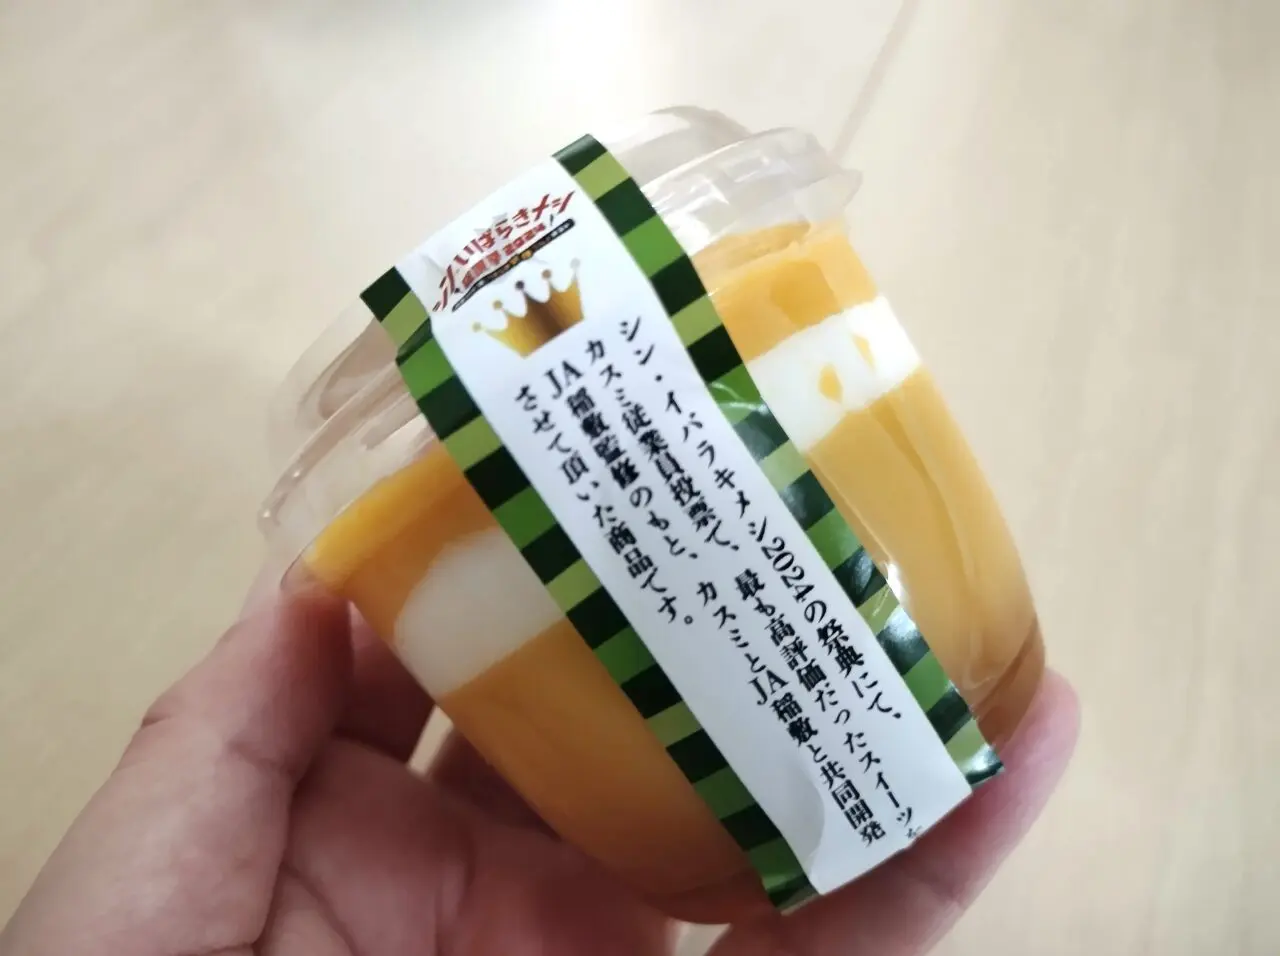 いばらきメシ
シン・イバラキメシ2024の祭典にて、
カスミ従業員投票で、最も高評価だったスイーツを
JA稲敷監修のもと、カスミとJA稲敷と共同開発
させて頂いた商品です。